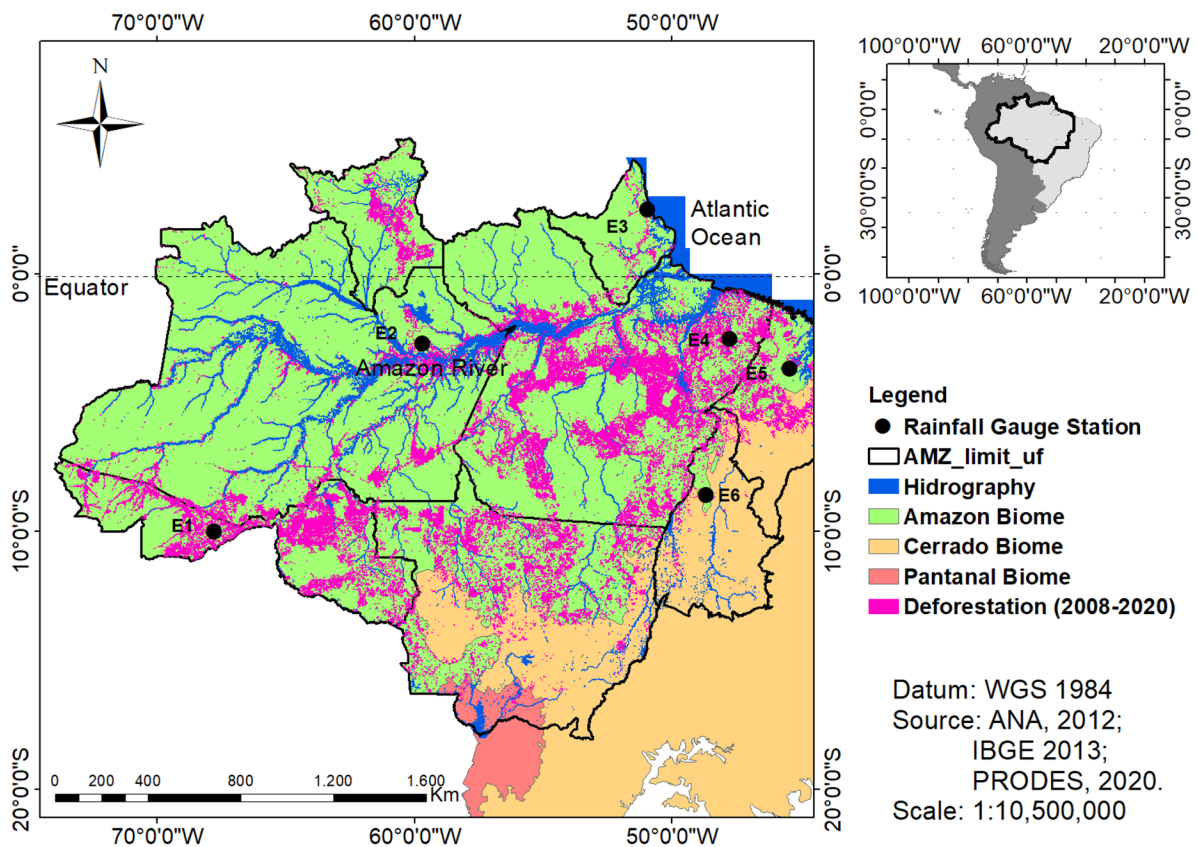 70°0'0"W 60°0'0"W 50°0'0"W
N
0°0'0"
10°0'0"S
20°0'0"S
Atlantic
Ocean
Equator
E3
E2
Amazon River
E4
E5
E6
E1
0 200 400 800 1.200 1.600
Km
0°0'0"
10°0'0"S
20°0'0"S
70°0'0"W 60°0'0"W 50°0'0"W
100°0'0"W 60°0'0"W 20°0'0"W
0°0'0"
30°0'0"S
0°0'0"
30°0'0"S
100°0'0"W 60°0'0"W 20°0'0"W
Legend
Rainfall Gauge Station
AMZ_limit_uf
Hidrography
Amazon Biome
Cerrado Biome
Pantanal Biome
Deforestation (2008-2020)
Datum: WGS 1984
Source: ANA, 2012;
IBGE 2013;
PRODES, 2020.
Scale: 1:10,500,000